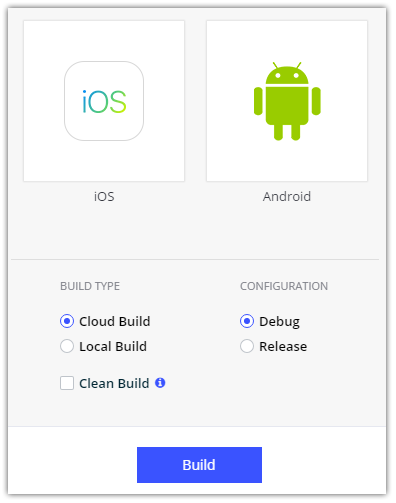 iOS
iOS
Android
BUILD TYPE
CONFIGURATION
Cloud Build
Debug
Local Build
Release
Clean Build
Build